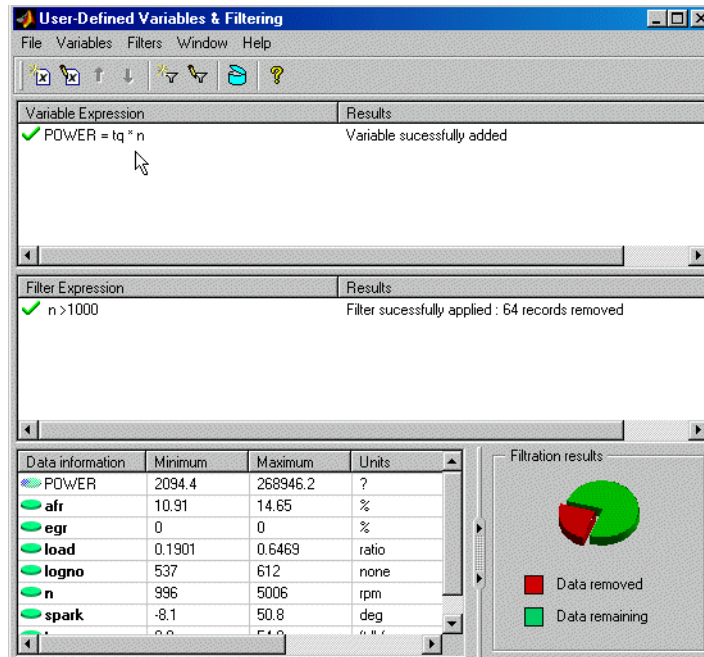 User-Defined Variables & Filtering
File Variables Filters Window Help
Variable Expression Results
POWER = tq * n Variable sucessfully added
Filter Expression Results
n >1000 Filter sucessfully applied : 64 records removed
Data information Minimum Maximum Units
POWER 2094.4 268946.2 ?
afr 10.91 14.65 %
egr 0 0 %
load 0.1901 0.6469 ratio
logno 537 612 none
n 996 5006 rpm
spark -8.1 50.8 deg
Filtration results
Data removed
Data remaining